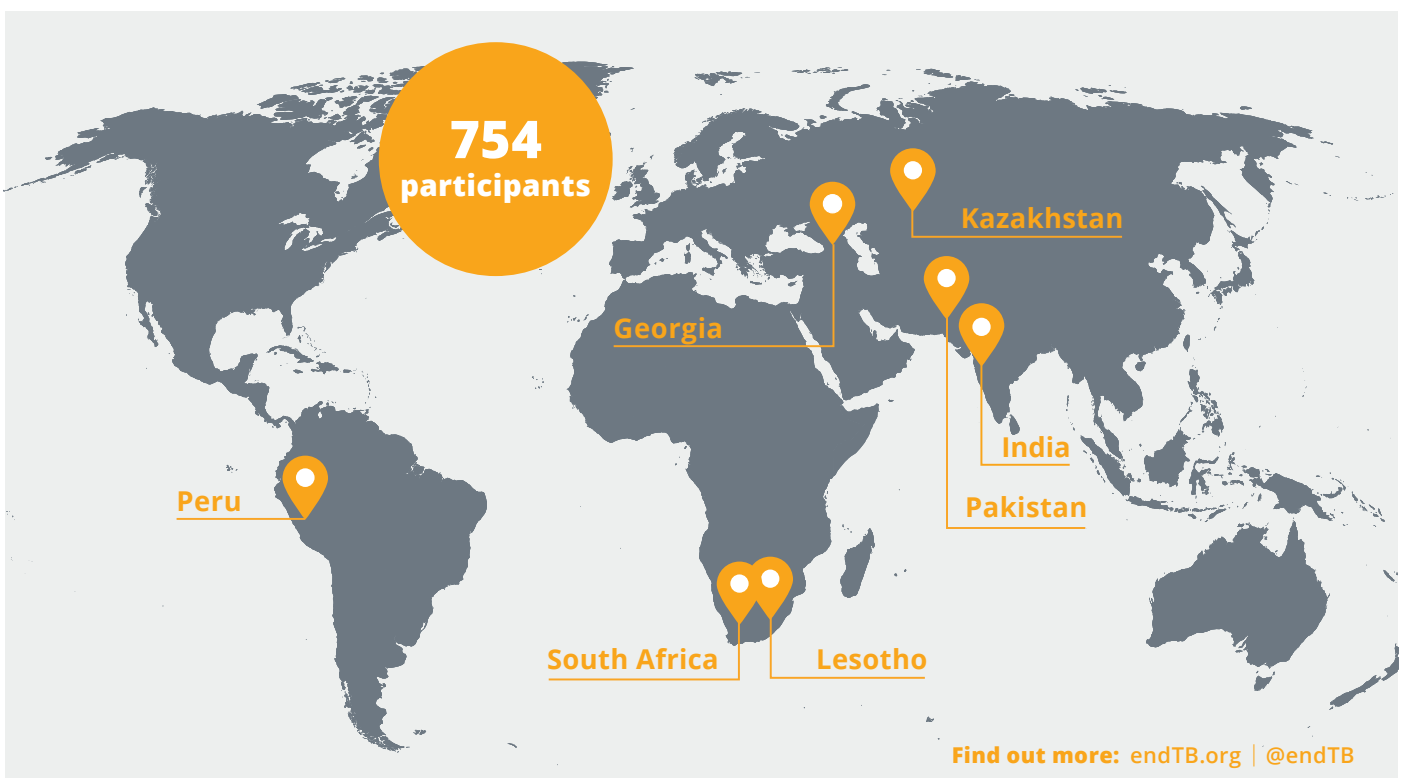 754
participants
Kazakhstan
Georgia
India
Peru
Pakistan
South Africa
Lesotho
Find out more: endTB.org | @endTB